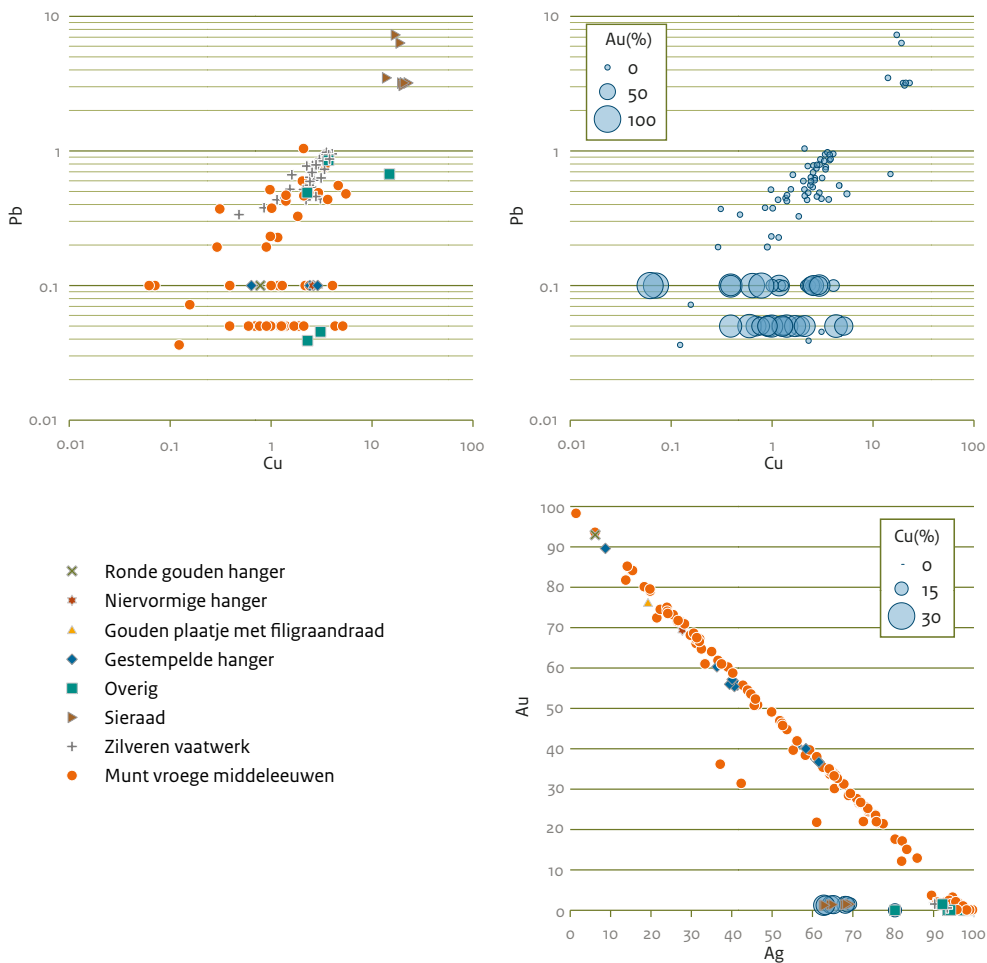 10
1
0.1
0.01
Pb
0.01
0.1
1
10
100
Cu
10
1
0.1
0.01
Pb
Au(%)
0
50
100
0.01
0.1
1
10
100
Cu
Ronde gouden hanger
Niervormige hanger
Gouden plaatje met filigraandraad
Gestempelde hanger
Overig
Sieraad
Zilveren vaatwerk
Munt vroege middeleeuwen
100
90
80
70
60
50
40
30
20
10
0
Au
Cu(%)
0
15
30
0
10
20
30
40
50
60
70
80
90
100
Ag